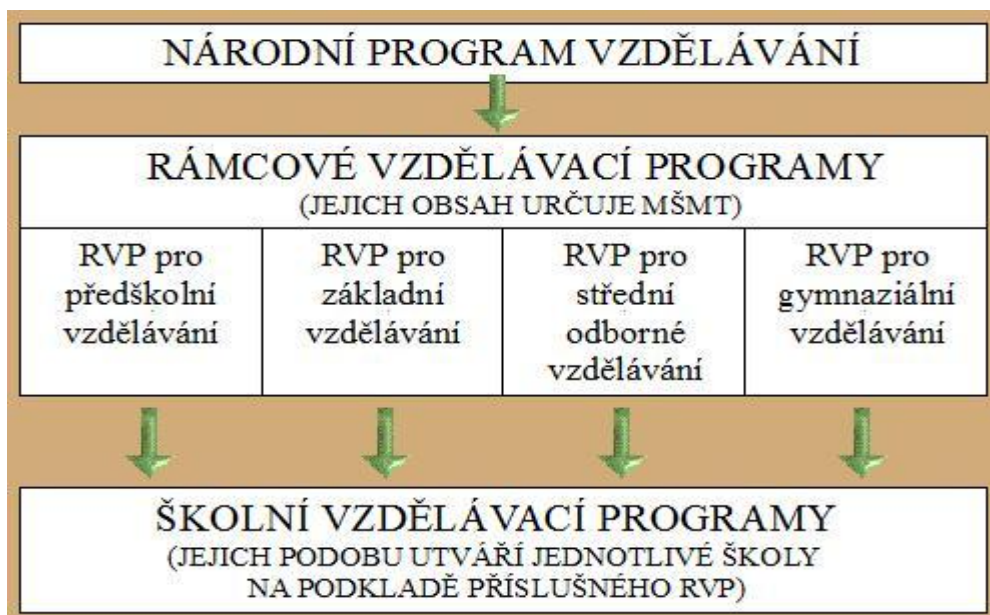 NÁRODNÍ PROGRAM VZDĚLÁVÁNÍ
RÁMCOVÉ VZDĚLÁVACÍ PROGRAMY
(JEJICH OBSAH URČUJE MŠMT)
RVP pro
předškolní
vzdělávání
RVP pro
základní
vzdělávání
RVP pro
střední
odborné
vzdělávání
RVP pro
gymnaziální
vzdělávání
ŠKOLNÍ VZDĚLÁVACÍ PROGRAMY
(JEJICH PODOBU UTVÁŘÍ JEDNOTLIVÉ ŠKOLY
NA PODKLADĚ PŘÍSLUŠNÉHO RVP)